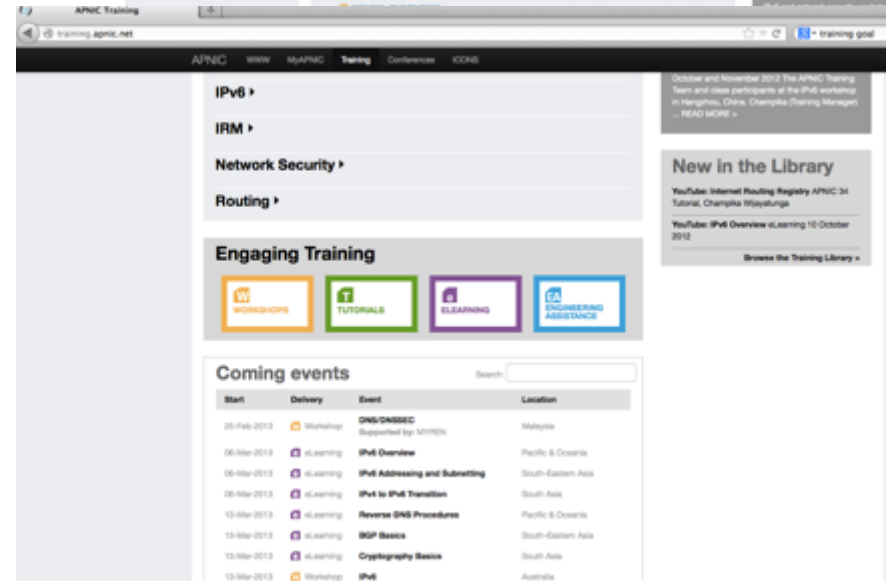 APNIC Training
training.apnic.net
training goal
APNIC WWW MyAPNIC Training Conferences ICONS
IPv6
IRM
Network Security
Routing
October and November 2012 The APNIC Training
Team and class participants at the IPv6 workshop
in Hangzhou, China. Champika (Training Manager)
... READ MORE »
New in the Library
YouTube: Internet Routing Registry APNIC 34
Tutorial, Champika Wijayatunga
YouTube: IPv6 Overview eLearning 10 October
2012
Browse the Training Library »
Engaging Training
W
WORKSHOPS
T
TUTORIALS
e
ELEARNING
EA
ENGINEERING
ASSISTANCE
Coming events
Search:
Start Delivery Event Location
25-Feb-2013 Workshop DNS/DNSSEC Malaysia
Supported by: MYREN
06-Mar-2013 eLearning IPv6 Overview Pacific & Oceania
06-Mar-2013 eLearning IPv6 Addressing and Subnetting South-Eastern Asia
06-Mar-2013 eLearning IPv4 to IPv6 Transition South Asia
13-Mar-2013 eLearning Reverse DNS Procedures Pacific & Oceania
13-Mar-2013 eLearning BGP Basics South-Eastern Asia
13-Mar-2013 eLearning Cryptography Basics South Asia
13-Mar-2013 Workshop IPv6 Australia